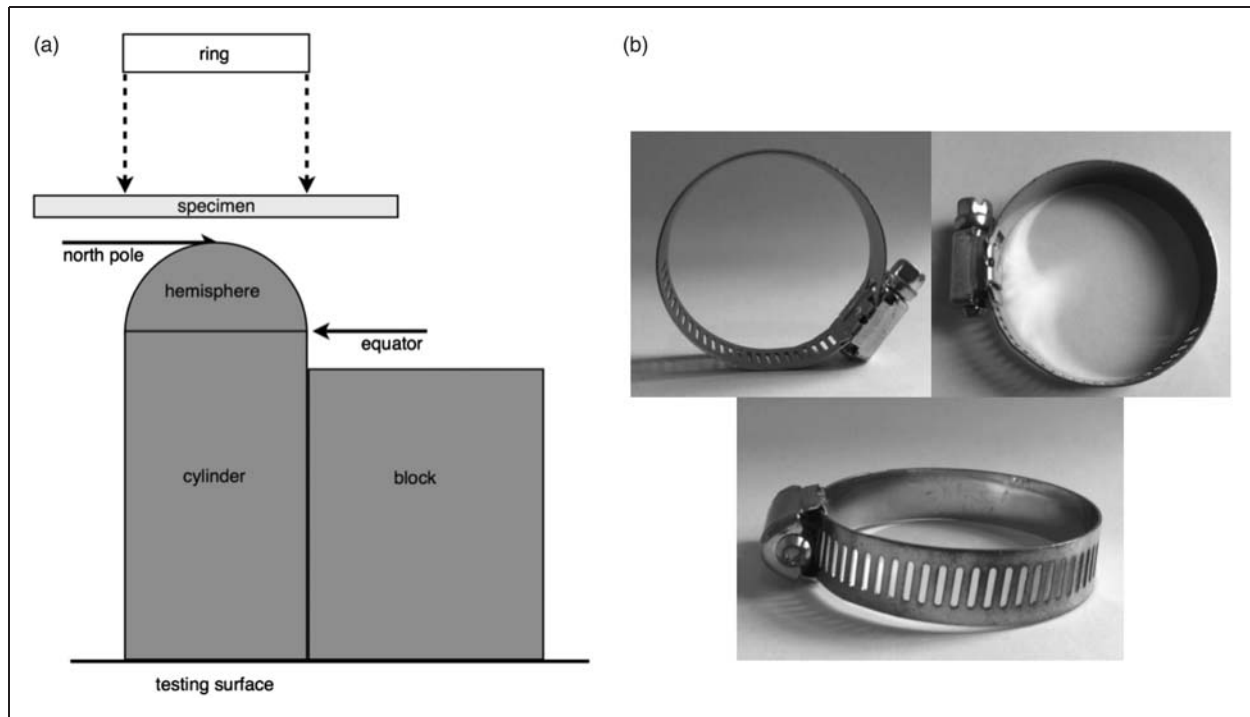 (a)
ring
specimen
north pole
hemisphere
equator
cylinder
block
testing surface
(b)